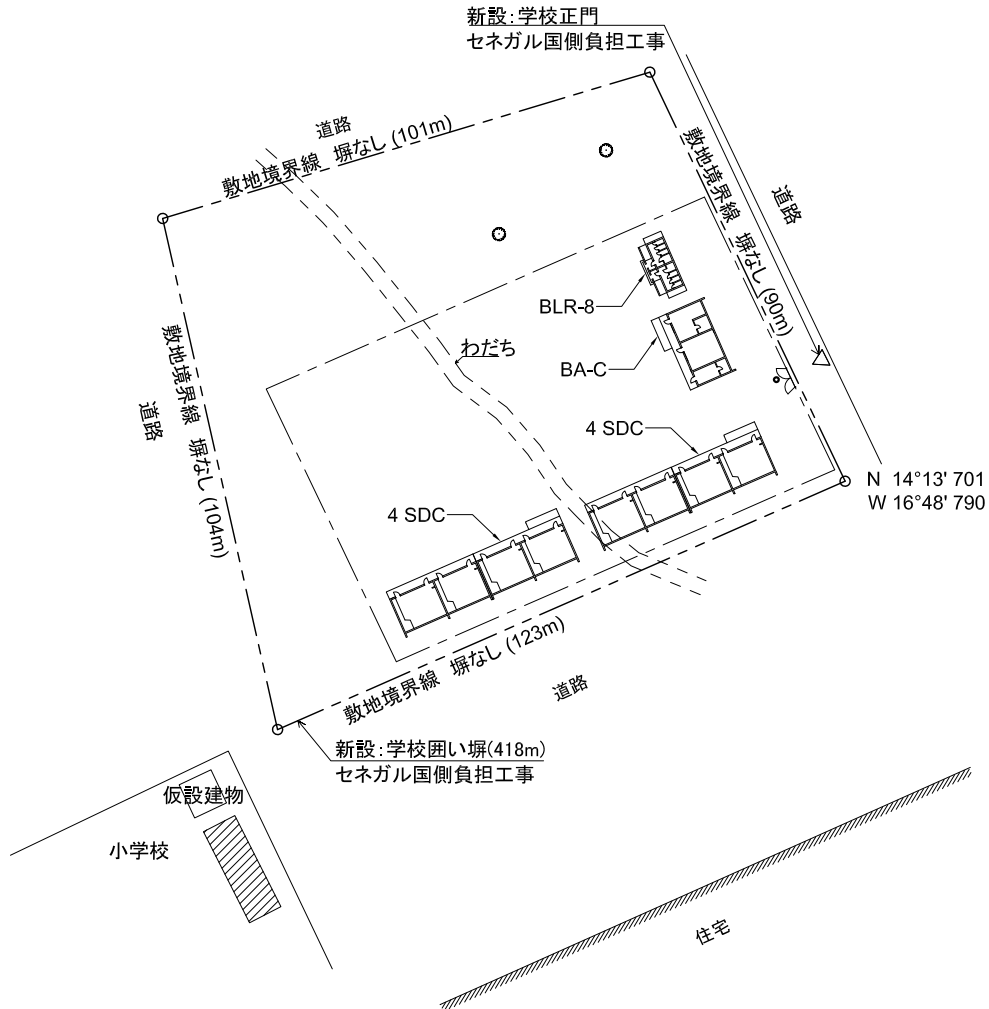 新設:学校正門
セネガル国側負担工事
道路
敷地境界線 塀なし(101m)
敷地境界線 塀なし(90m)
道路
BLR-8
わだち
BA-C
敷地境界線 塀なし(104m)
道路
4 SDC
N 14°13' 701
W 16°48' 790
4 SDC
敷地境界線 塀なし(123m)
道路
新設:学校囲い塀(418m)
セネガル国側負担工事
仮設建物
小学校
住宅